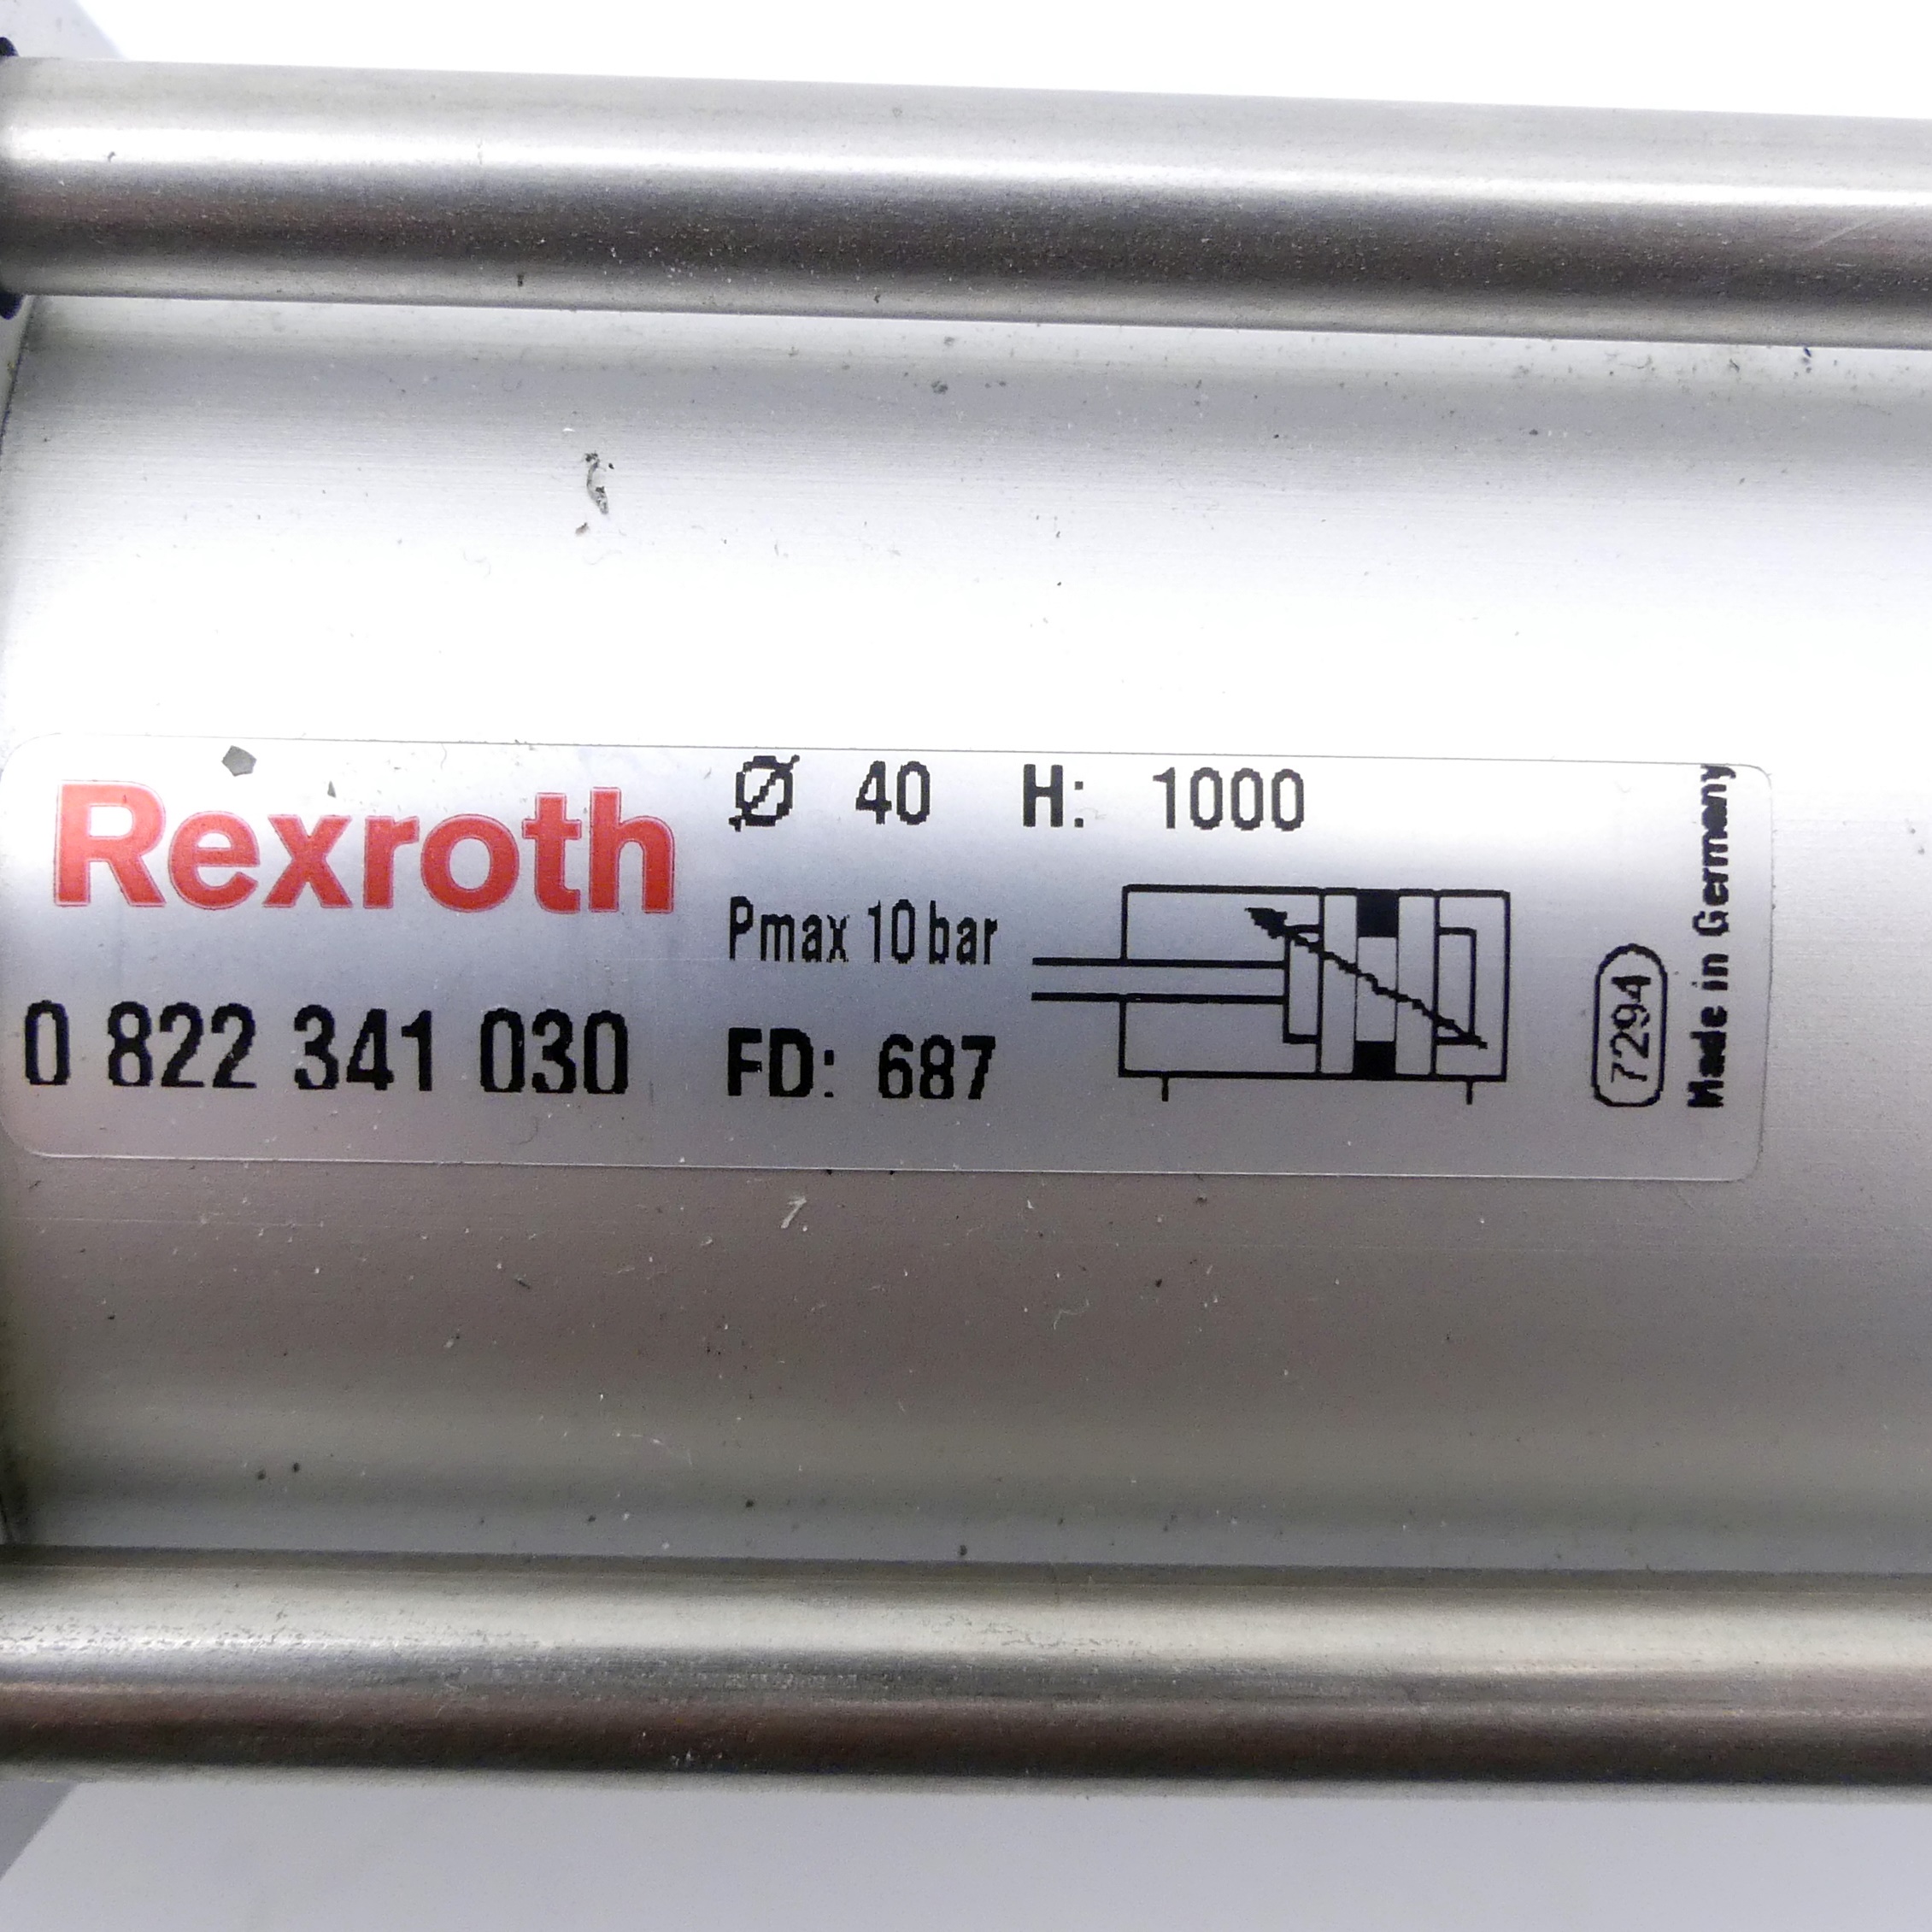 Rexroth
0 822 341 030
Ø 40 H: 1000
Pmax 10 bar
FD: 687
7294
Made in Germany